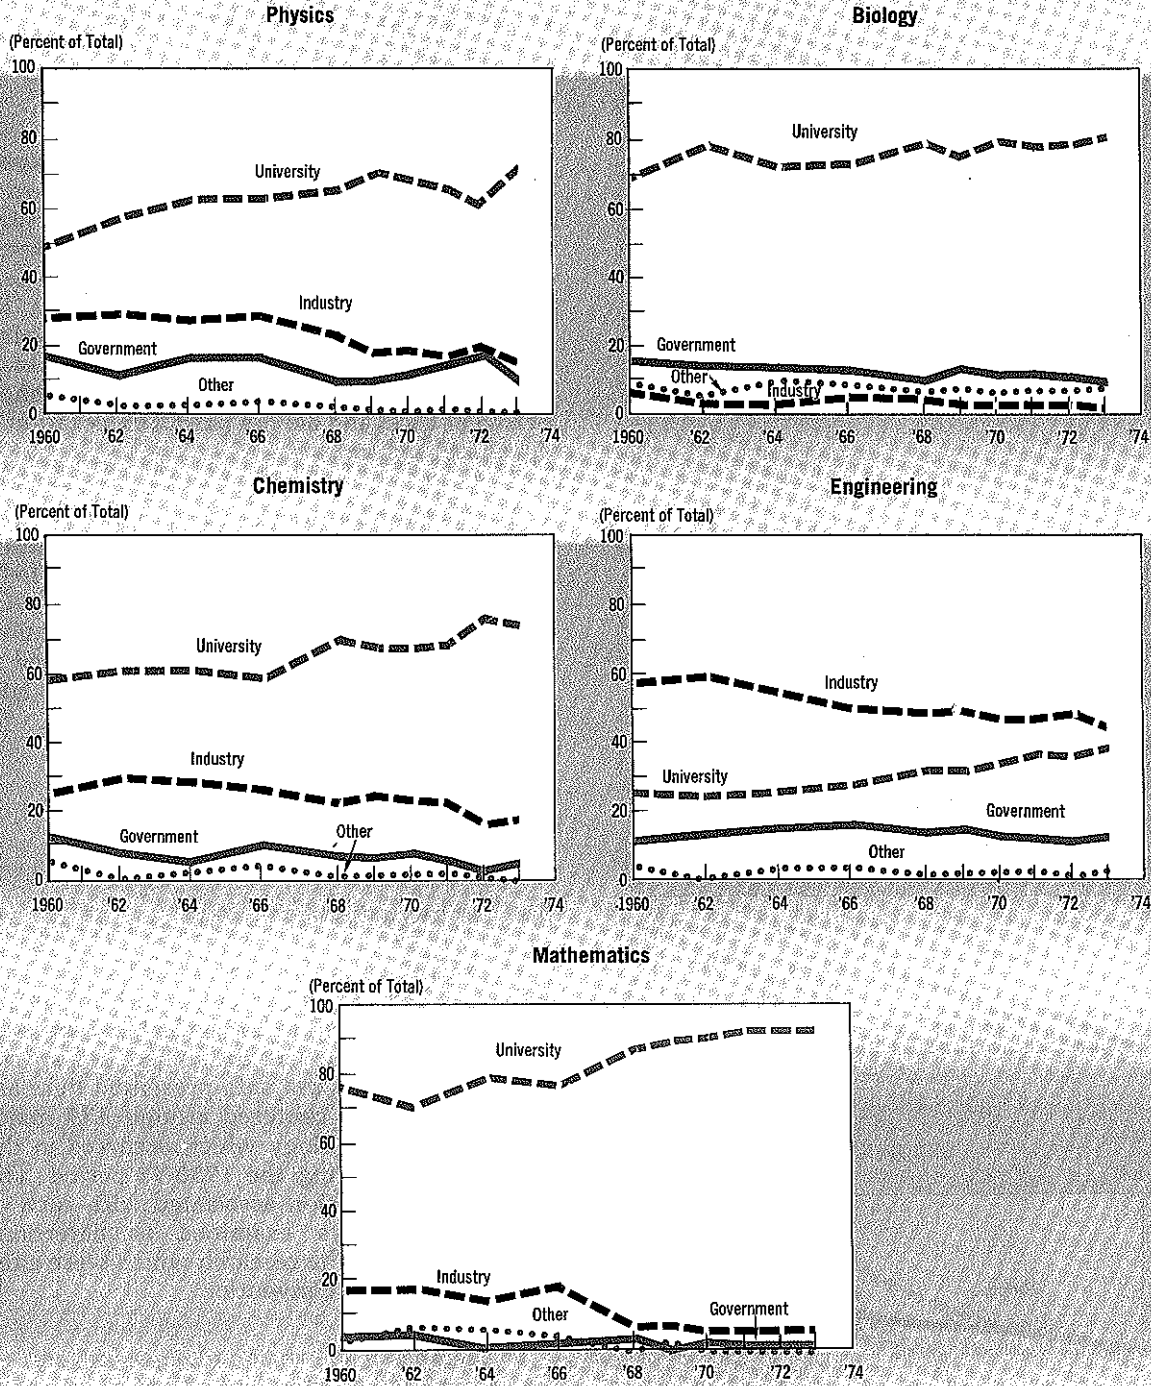 Physics
(Percent of Total)
100
80
60
40
20
0
University
Industry
Government
Other
1960 '62 '64 '66 '68 '70 '72 '74
Biology
(Percent of Total)
100
80
60
40
20
0
University
Government
Other
Industry
1960 '62 '64 '66 '68 '70 '72 '74
Chemistry
(Percent of Total)
100
80
60
40
20
0
University
Industry
Government
Other
1960 '62 '64 '66 '68 '70 '72 '74
Engineering
(Percent of Total)
100
80
60
40
20
0
Industry
University
Government
Other
1960 '62 '64 '66 '68 '70 '72 '74
Mathematics
(Percent of Total)
100
80
60
40
20
0
University
Industry
Other
Government
1960 '62 '64 '66 '68 '70 '72 '74